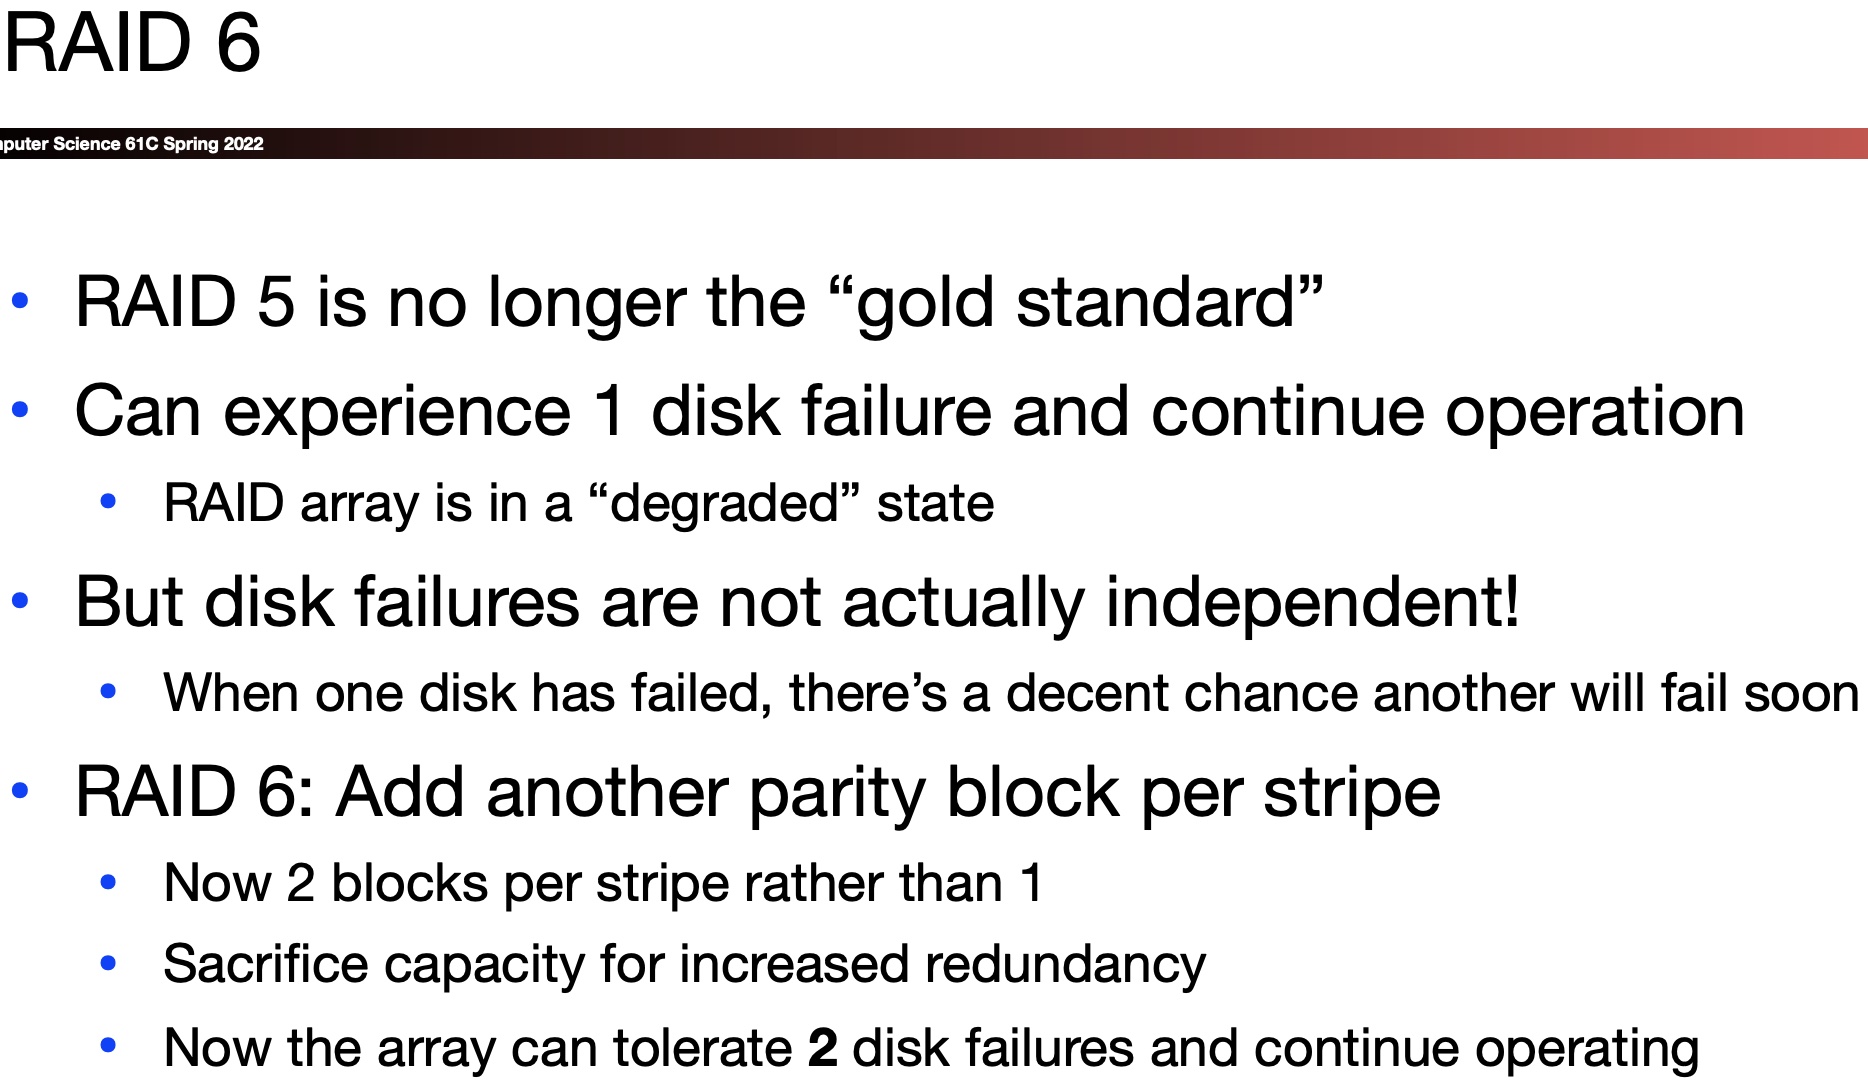 RAID 6
mputer Science 61C Spring 2022
• RAID 5 is no longer the “gold standard”
• Can experience 1 disk failure and continue operation
• RAID array is in a “degraded” state
• But disk failures are not actually independent!
• When one disk has failed, there’s a decent chance another will fail soon
• RAID 6: Add another parity block per stripe
• Now 2 blocks per stripe rather than 1
• Sacrifice capacity for increased redundancy
• Now the array can tolerate 2 disk failures and continue operating